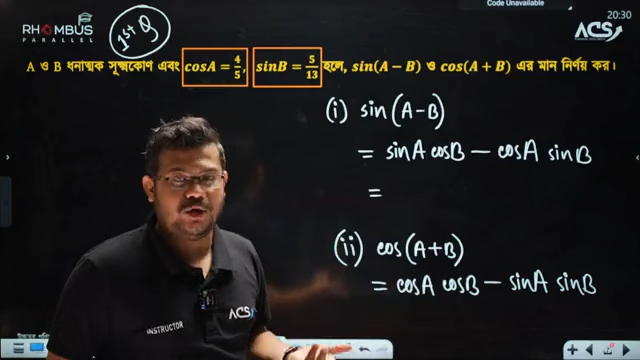 Code Unavailable
20:30
RHOMBUS
PARALLEL
1st Q
ACS
A ও B ধনাত্মক সূক্ষ্মকোণ এবং cosA = 4/5, sinB = 5/13 হলে, sin(A − B) ও cos(A + B) এর মান নির্ণয় কর।
(i) sin(A-B)
= sinA cosB - cosA sinB
=
(ii) cos(A+B)
= cosA cosB - sinA sinB
ACS
INSTRUCTOR